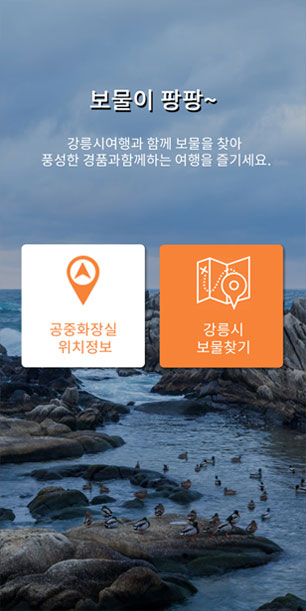 보물이 팡팡~
강릉시여행과 함께 보물을 찾아
풍성한 경품과함께하는 여행을 즐기세요.
공중화장실
위치정보
강릉시
보물찾기